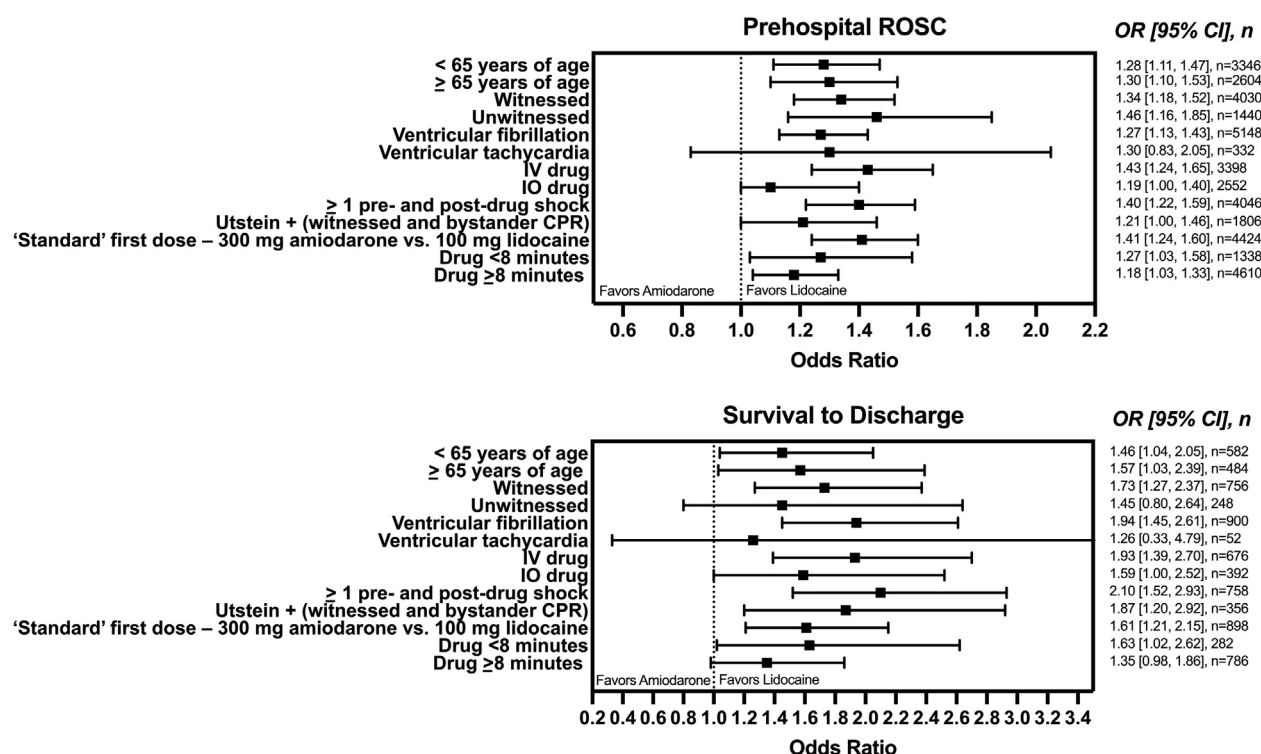 Prehospital ROSC
OR [95% CI], n
< 65 years of age 1.28 [1.11, 1.47], n=3346
≥ 65 years of age 1.30 [1.10, 1.53], n=2604
Witnessed 1.34 [1.18, 1.52], n=4030
Unwitnessed 1.46 [1.16, 1.85], n=1440
Ventricular fibrillation 1.27 [1.13, 1.43], n=5148
Ventricular tachycardia 1.30 [0.83, 2.05], n=332
IV drug 1.43 [1.24, 1.65], 3398
IO drug 1.19 [1.00, 1.40], 2552
≥ 1 pre- and post-drug shock 1.40 [1.22, 1.59], n=4046
Utstein + (witnessed and bystander CPR) 1.21 [1.00, 1.46], n=1806
‘Standard’ first dose – 300 mg amiodarone vs. 100 mg lidocaine 1.41 [1.24, 1.60], n=4424
Drug <8 minutes 1.27 [1.03, 1.58], n=1338
Drug ≥8 minutes 1.18 [1.03, 1.33], n=4610
Favors Amiodarone Favors Lidocaine
0.6 0.8 1.0 1.2 1.4 1.6 1.8 2.0 2.2
Odds Ratio
Survival to Discharge
OR [95% CI], n
< 65 years of age 1.46 [1.04, 2.05], n=582
≥ 65 years of age 1.57 [1.03, 2.39], n=484
Witnessed 1.73 [1.27, 2.37], n=756
Unwitnessed 1.45 [0.80, 2.64], 248
Ventricular fibrillation 1.94 [1.45, 2.61], n=900
Ventricular tachycardia 1.26 [0.33, 4.79], n=52
IV drug 1.93 [1.39, 2.70], n=676
IO drug 1.59 [1.00, 2.52], n=392
≥ 1 pre- and post-drug shock 2.10 [1.52, 2.93], n=758
Utstein + (witnessed and bystander CPR) 1.87 [1.20, 2.92], n=356
‘Standard’ first dose – 300 mg amiodarone vs. 100 mg lidocaine 1.61 [1.21, 2.15], n=898
Drug <8 minutes 1.63 [1.02, 2.62], 282
Drug ≥8 minutes 1.35 [0.98, 1.86], n=786
Favors Amiodarone Favors Lidocaine
0.2 0.4 0.6 0.8 1.0 1.2 1.4 1.6 1.8 2.0 2.2 2.4 2.6 2.8 3.0 3.2 3.4
Odds Ratio